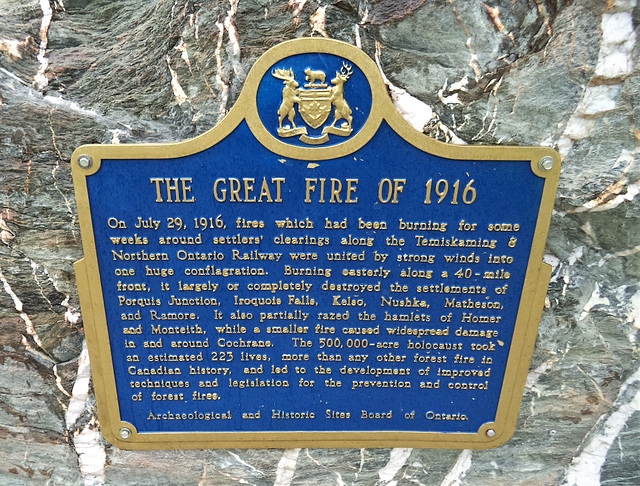 THE GREAT FIRE OF 1916
On July 29, 1916, fires which had been burning for some
weeks around settlers' clearings along the Temiskaming &
Northern Ontario Railway were united by strong winds into
one huge conflagration. Burning easterly along a 40-mile
front, it largely or completely destroyed the settlements of
Porquis Junction, Iroquois Falls, Kelso, Nushka, Matheson,
and Ramore. It also partially razed the hamlets of Homer
and Monteith, while a smaller fire caused widespread damage
in and around Cochrane. The 500,000-acre holocaust took
an estimated 223 lives, more than any other forest fire in
Canadian history, and led to the development of improved
techniques and legislation for the prevention and control
of forest fires.
Archaeological and Historic Sites Board of Ontario.